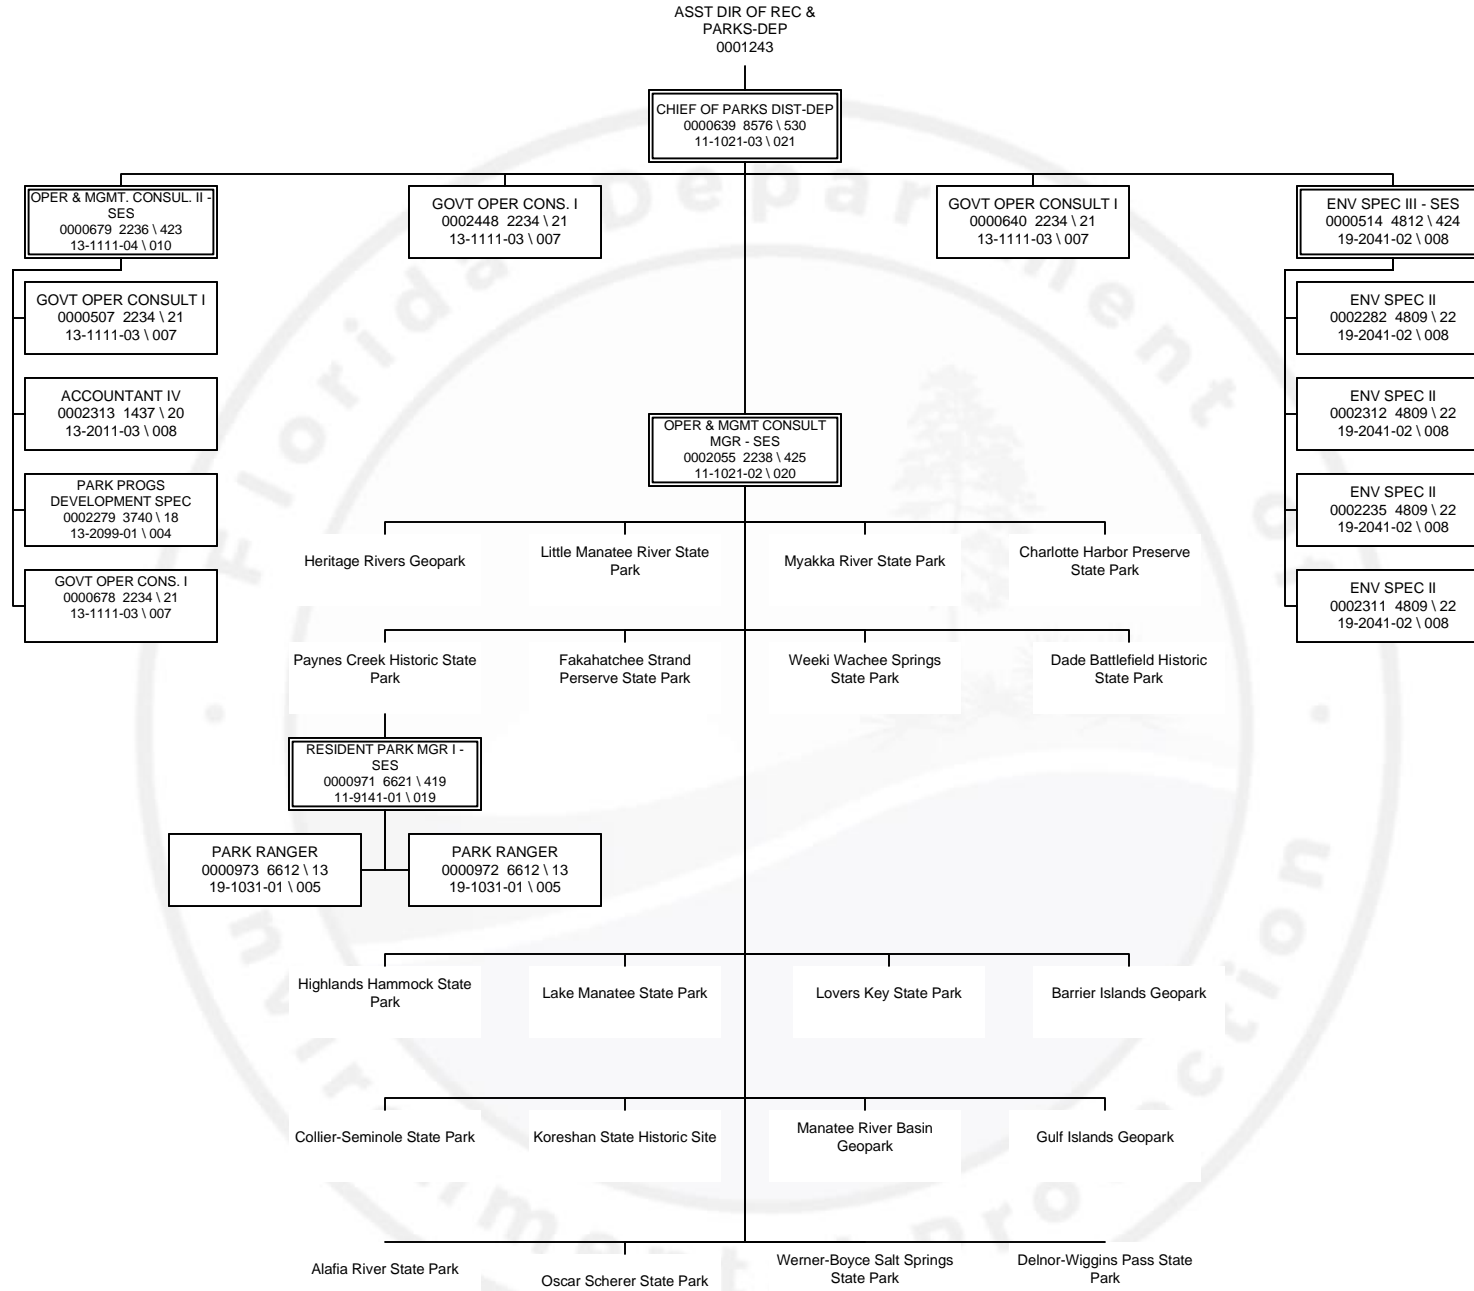 ASST DIR OF REC &
PARKS-DEP
0001243
CHIEF OF PARKS DIST-DEP
0000639 8576 \ 530
11-1021-03 \ 021
OPER & MGMT. CONSUL. II -
SES
0000679 2236 \ 423
13-1111-04 \ 010
GOVT OPER CONS. I
0002448 2234 \ 21
13-1111-03 \ 007
GOVT OPER CONSULT I
0000640 2234 \ 21
13-1111-03 \ 007
ENV SPEC III - SES
0000514 4812 \ 424
19-2041-02 \ 008
GOVT OPER CONSULT I
0000507 2234 \ 21
13-1111-03 \ 007
ACCOUNTANT IV
0002313 1437 \ 20
13-2011-03 \ 008
PARK PROGS
DEVELOPMENT SPEC
0002279 3740 \ 18
13-2099-01 \ 004
GOVT OPER CONS. I
0000678 2234 \ 21
13-1111-03 \ 007
ENV SPEC II
0002282 4809 \ 22
19-2041-02 \ 008
ENV SPEC II
0002312 4809 \ 22
19-2041-02 \ 008
ENV SPEC II
0002235 4809 \ 22
19-2041-02 \ 008
ENV SPEC II
0002311 4809 \ 22
19-2041-02 \ 008
OPER & MGMT CONSULT
MGR - SES
0002055 2238 \ 425
11-1021-02 \ 020
Heritage Rivers Geopark
Little Manatee River State
Park
Myakka River State Park
Charlotte Harbor Preserve
State Park
Paynes Creek Historic State
Park
Fakahatchee Strand
Perserve State Park
Weeki Wachee Springs
State Park
Dade Battlefield Historic
State Park
RESIDENT PARK MGR I -
SES
0000971 6621 \ 419
11-9141-01 \ 019
PARK RANGER
0000973 6612 \ 13
19-1031-01 \ 005
PARK RANGER
0000972 6612 \ 13
19-1031-01 \ 005
Highlands Hammock State
Park
Lake Manatee State Park
Lovers Key State Park
Barrier Islands Geopark
Collier-Seminole State Park
Koreshan State Historic Site
Manatee River Basin
Geopark
Gulf Islands Geopark
Alafia River State Park
Oscar Scherer State Park
Werner-Boyce Salt Springs
State Park
Delnor-Wiggins Pass State
Park
Florida Department of
Environmental Protection